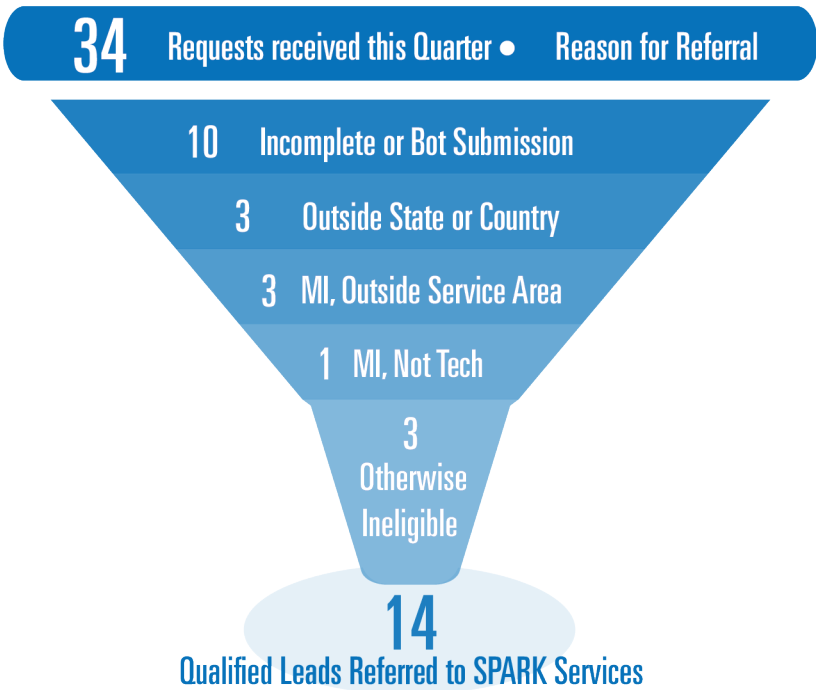 34 Requests received this Quarter • Reason for Referral
10 Incomplete or Bot Submission
3 Outside State or Country
3 MI, Outside Service Area
1 MI, Not Tech
3
Otherwise
Ineligible
14
Qualified Leads Referred to SPARK Services